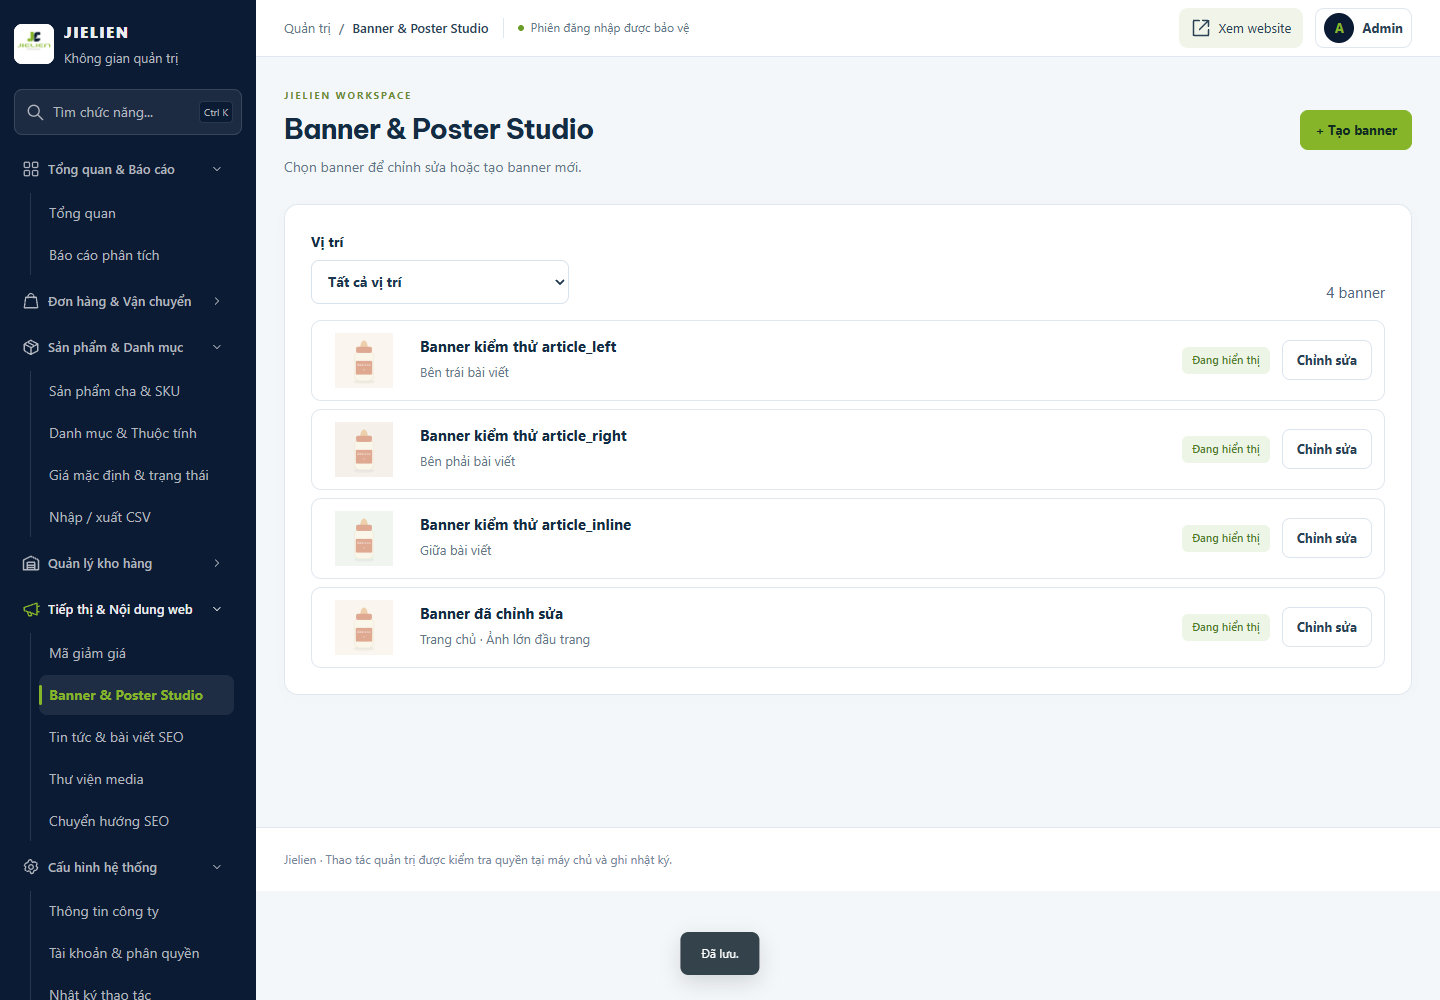 JIELIEN
Không gian quản trị
Tìm chức năng...
Ctrl K
Tổng quan & Báo cáo
Tổng quan
Báo cáo phân tích
Đơn hàng & Vận chuyển
Sản phẩm & Danh mục
Sản phẩm cha & SKU
Danh mục & Thuộc tính
Giá mặc định & trạng thái
Nhập / xuất CSV
Quản lý kho hàng
Tiếp thị & Nội dung web
Mã giảm giá
Banner & Poster Studio
Tin tức & bài viết SEO
Thư viện media
Chuyển hướng SEO
Cấu hình hệ thống
Thông tin công ty
Tài khoản & phân quyền
Nhật ký thao tác
Quản trị / Banner & Poster Studio
Phiên đăng nhập được bảo vệ
Xem website
A
Admin
JIELIEN WORKSPACE
Banner & Poster Studio
Chọn banner để chỉnh sửa hoặc tạo banner mới.
+ Tạo banner
Vị trí
Tất cả vị trí
4 banner
Banner kiểm thử article_left
Bên trái bài viết
Đang hiển thị
Chỉnh sửa
Banner kiểm thử article_right
Bên phải bài viết
Đang hiển thị
Chỉnh sửa
Banner kiểm thử article_inline
Giữa bài viết
Đang hiển thị
Chỉnh sửa
Banner đã chỉnh sửa
Trang chủ · Ảnh lớn đầu trang
Đang hiển thị
Chỉnh sửa
Jielien · Thao tác quản trị được kiểm tra quyền tại máy chủ và ghi nhật ký.
Đã lưu.